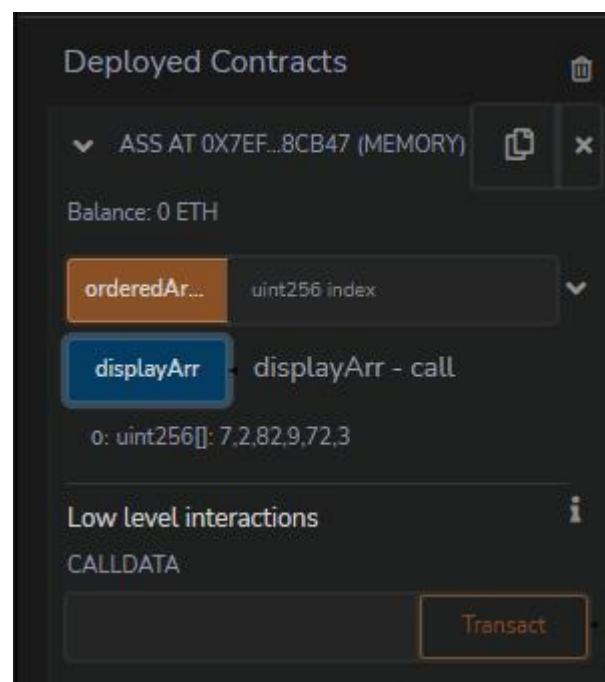 Deployed Contracts
ASS AT 0X7EF...8CB47 (MEMORY)
Balance: 0 ETH
orderedAr... uint256 index
displayArr displayArr - call
0: uint256[]: 7,2,82,9,72,3
Low level interactions
CALLDATA
Transact